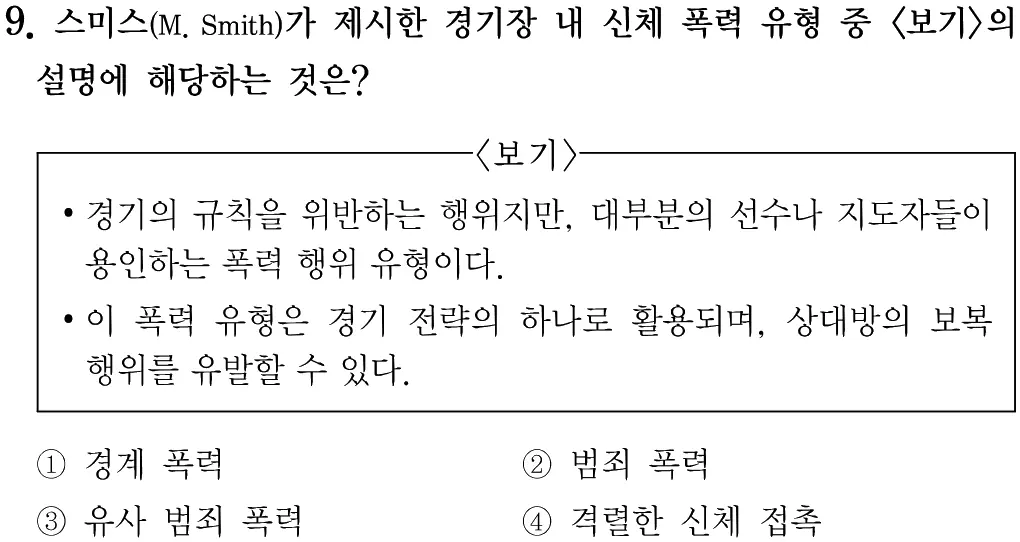 9. 스미스(M. Smith)가 제시한 경기장 내 신체 폭력 유형 중 〈보기〉의
설명에 해당하는 것은?
〈보기〉
• 경기의 규칙을 위반하는 행위지만, 대부분의 선수나 지도자들이
용인하는 폭력 행위 유형이다.
• 이 폭력 유형은 경기 전략의 하나로 활용되며, 상대방의 보복
행위를 유발할 수 있다.
① 경계 폭력 ② 범죄 폭력
③ 유사 범죄 폭력 ④ 격렬한 신체 접촉